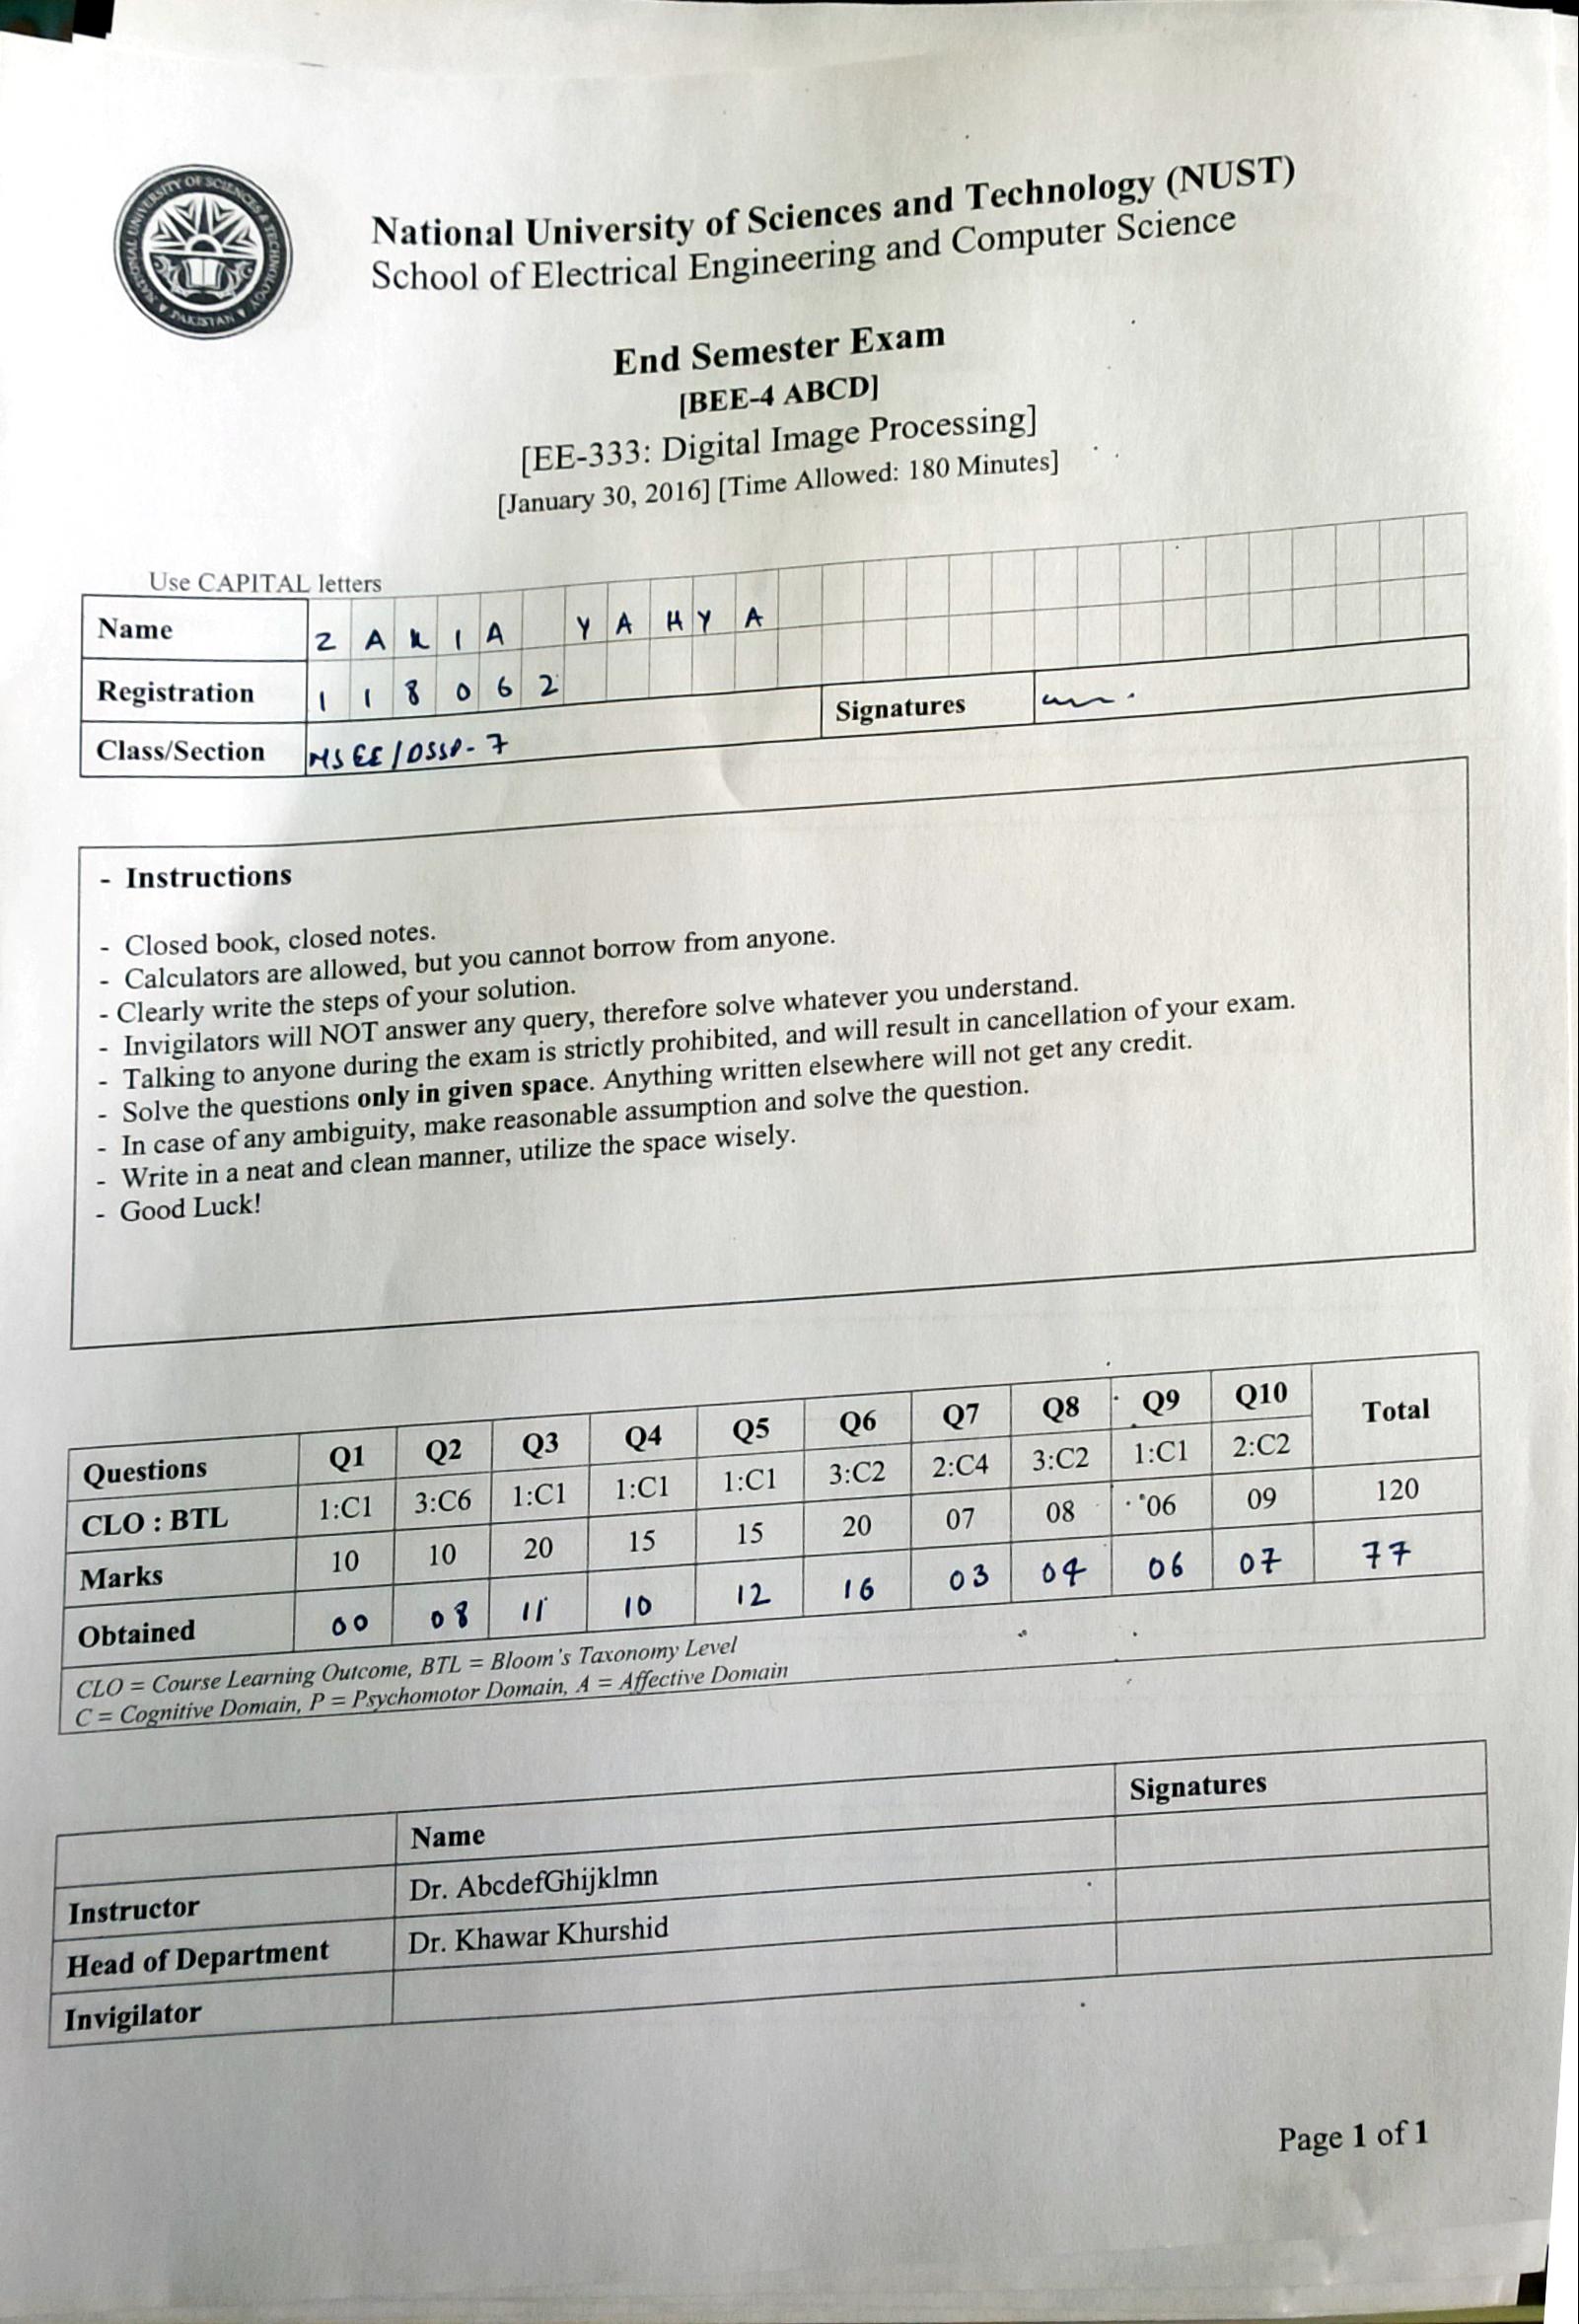 NATIONAL UNIVERSITY OF SCIENCES & TECHNOLOGY
PAKISTAN
National University of Sciences and Technology (NUST)
School of Electrical Engineering and Computer Science
End Semester Exam
[BEE-4 ABCD]
[EE-333: Digital Image Processing]
[January 30, 2016] [Time Allowed: 180 Minutes]
Use CAPITAL letters
Name ZAKIA YAHYA
Registration 118062
Signatures
Class/Section MSEE/DSSP-7
- Instructions
- Closed book, closed notes.
- Calculators are allowed, but you cannot borrow from anyone.
- Clearly write the steps of your solution.
- Invigilators will NOT answer any query, therefore solve whatever you understand.
- Talking to anyone during the exam is strictly prohibited, and will result in cancellation of your exam.
- Solve the questions only in given space. Anything written elsewhere will not get any credit.
- In case of any ambiguity, make reasonable assumption and solve the question.
- Write in a neat and clean manner, utilize the space wisely.
- Good Luck!
Questions Q1 Q2 Q3 Q4 Q5 Q6 Q7 Q8 Q9 Q10 Total
CLO : BTL 1:C1 3:C6 1:C1 1:C1 1:C1 3:C2 2:C4 3:C2 1:C1 2:C2
Marks 10 10 20 15 15 20 07 08 06 09 120
Obtained 00 08 11 10 12 16 03 04 06 07 77
CLO = Course Learning Outcome, BTL = Bloom's Taxonomy Level
C = Cognitive Domain, P = Psychomotor Domain, A = Affective Domain
Name Signatures
Instructor Dr. AbcdefGhijklmn
Head of Department Dr. Khawar Khurshid
Invigilator
Page 1 of 1